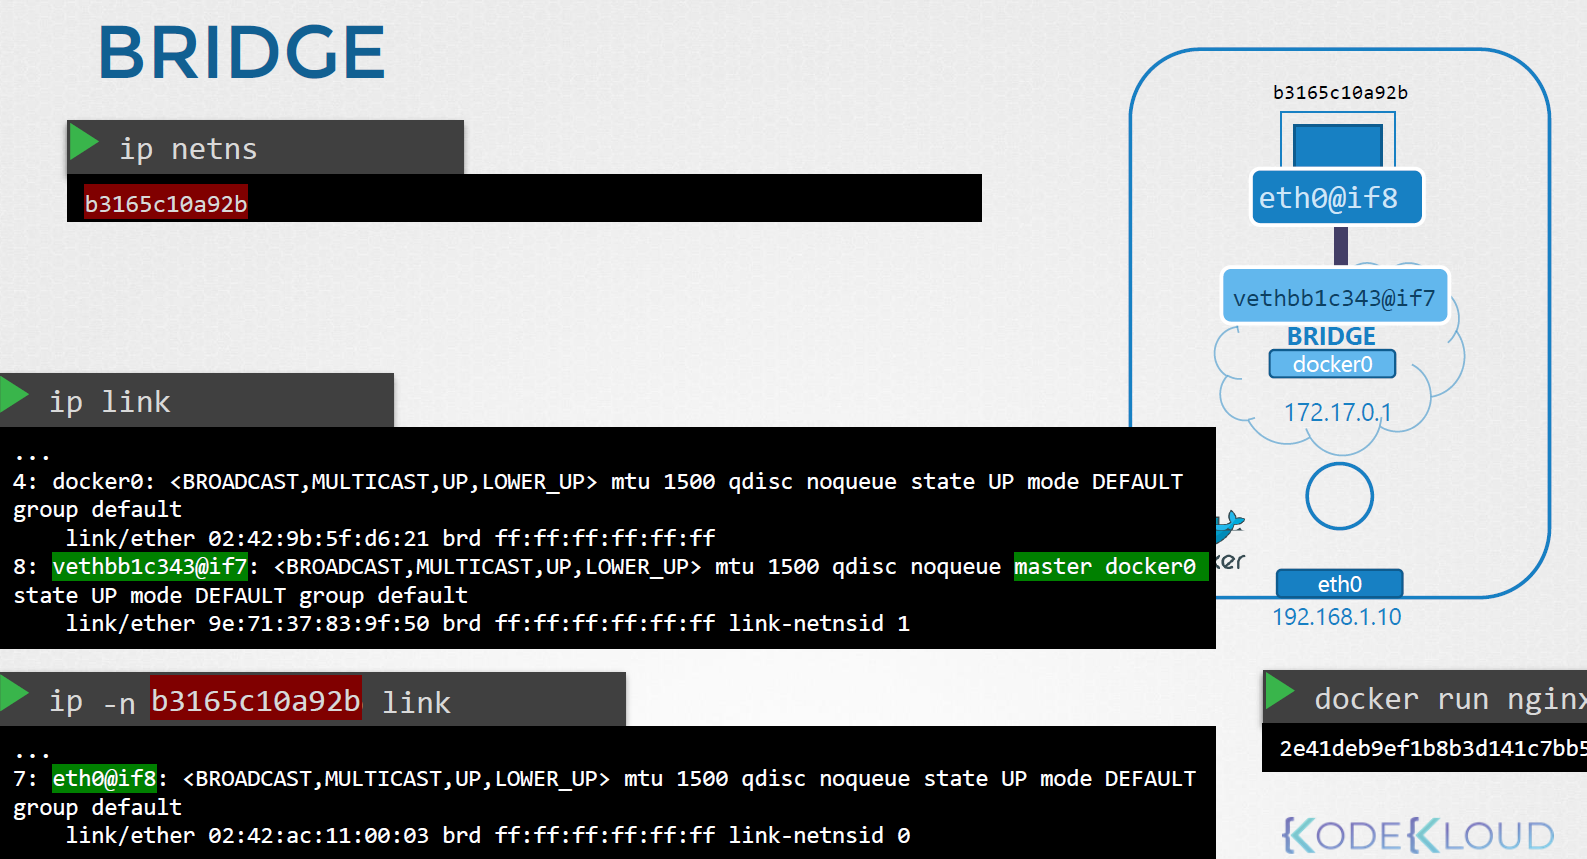 BRIDGE
ip netns
b3165c10a92b
ip link
...
4: docker0: <BROADCAST,MULTICAST,UP,LOWER_UP> mtu 1500 qdisc noqueue state UP mode DEFAULT
group default
link/ether 02:42:9b:5f:d6:21 brd ff:ff:ff:ff:ff:ff
8: vethbb1c343@if7: <BROADCAST,MULTICAST,UP,LOWER_UP> mtu 1500 qdisc noqueue master docker0
state UP mode DEFAULT group default
link/ether 9e:71:37:83:9f:50 brd ff:ff:ff:ff:ff:ff link-netnsid 1
ip -n b3165c10a92b link
...
7: eth0@if8: <BROADCAST,MULTICAST,UP,LOWER_UP> mtu 1500 qdisc noqueue state UP mode DEFAULT
group default
link/ether 02:42:ac:11:00:03 brd ff:ff:ff:ff:ff:ff link-netnsid 0
b3165c10a92b
eth0@if8
vethbb1c343@if7
BRIDGE
docker0
172.17.0.1
ker
eth0
192.168.1.10
docker run nginx
2e41deb9ef1b8b3d141c7bb5
KODEKLOUD